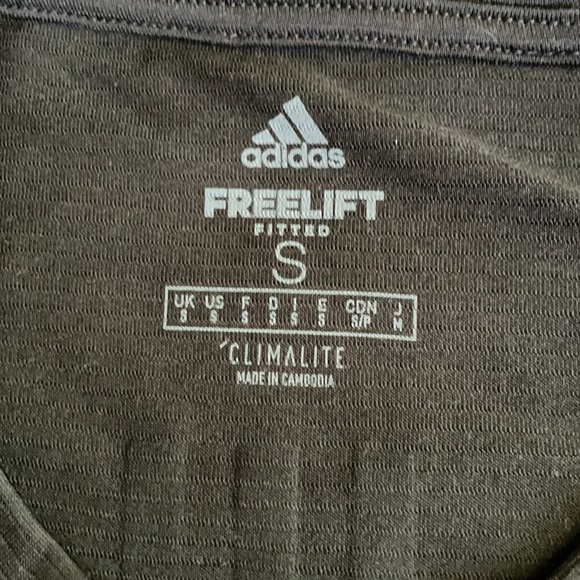 adidas
FREELIFT
FITTED
S
UK US F D I E CDN J
S S S S S S S/P M
CLIMALITE
MADE IN CAMBODIA